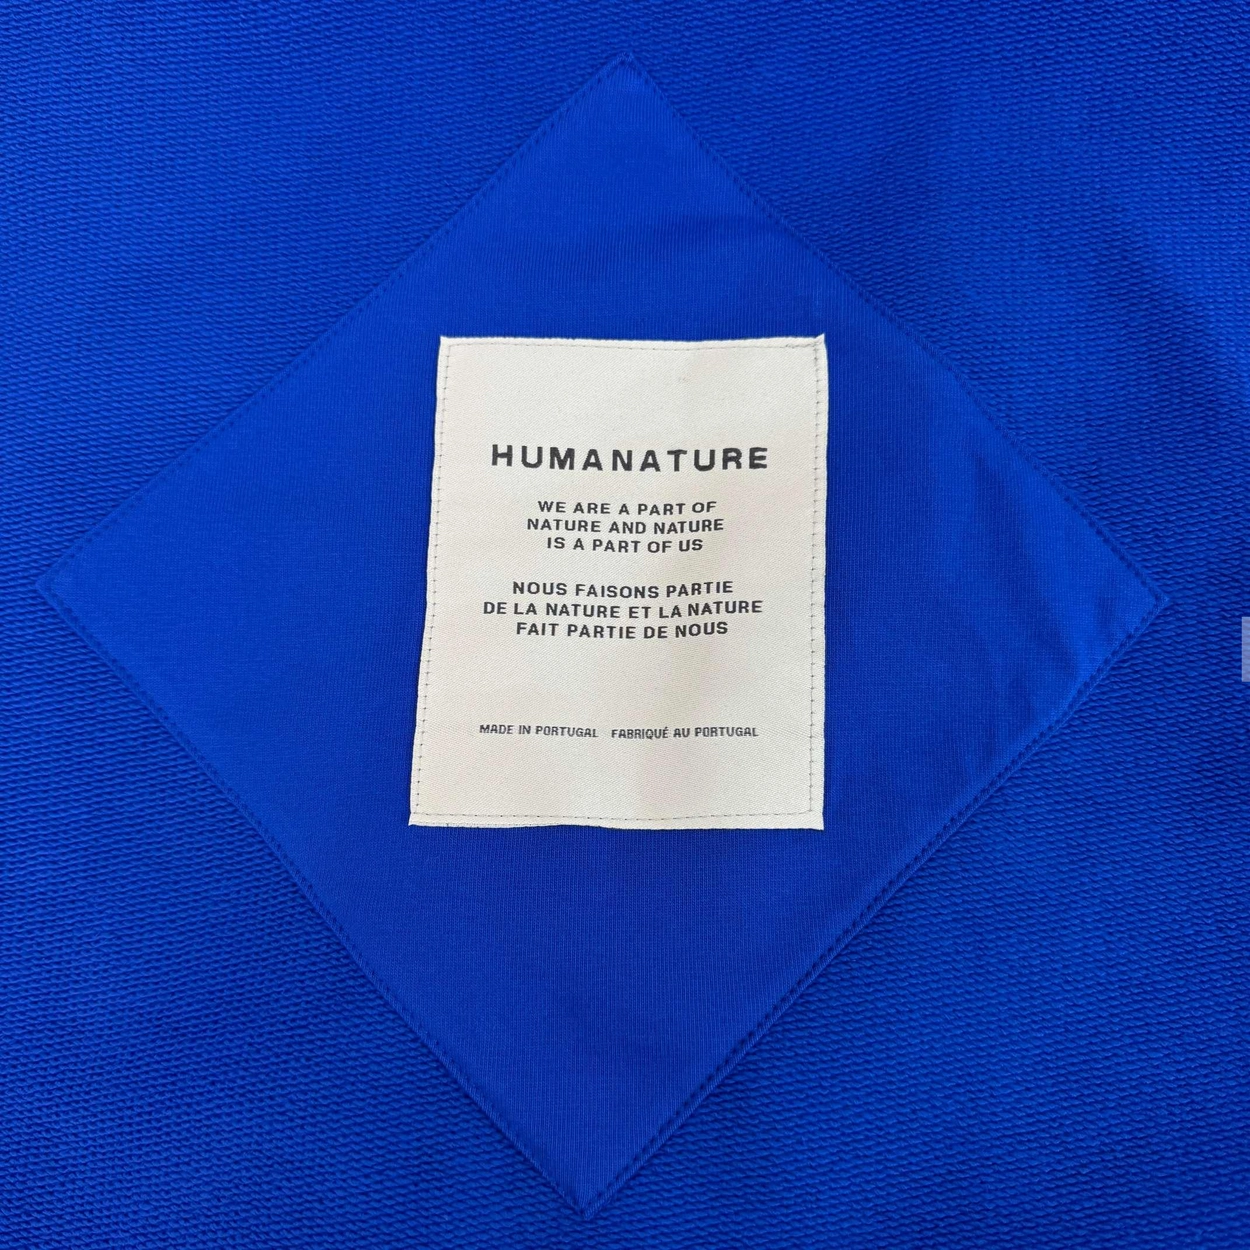 HUMANATURE
WE ARE A PART OF
NATURE AND NATURE
IS A PART OF US
NOUS FAISONS PARTIE
DE LA NATURE ET LA NATURE
FAIT PARTIE DE NOUS
MADE IN PORTUGAL FABRIQUÉ AU PORTUGAL